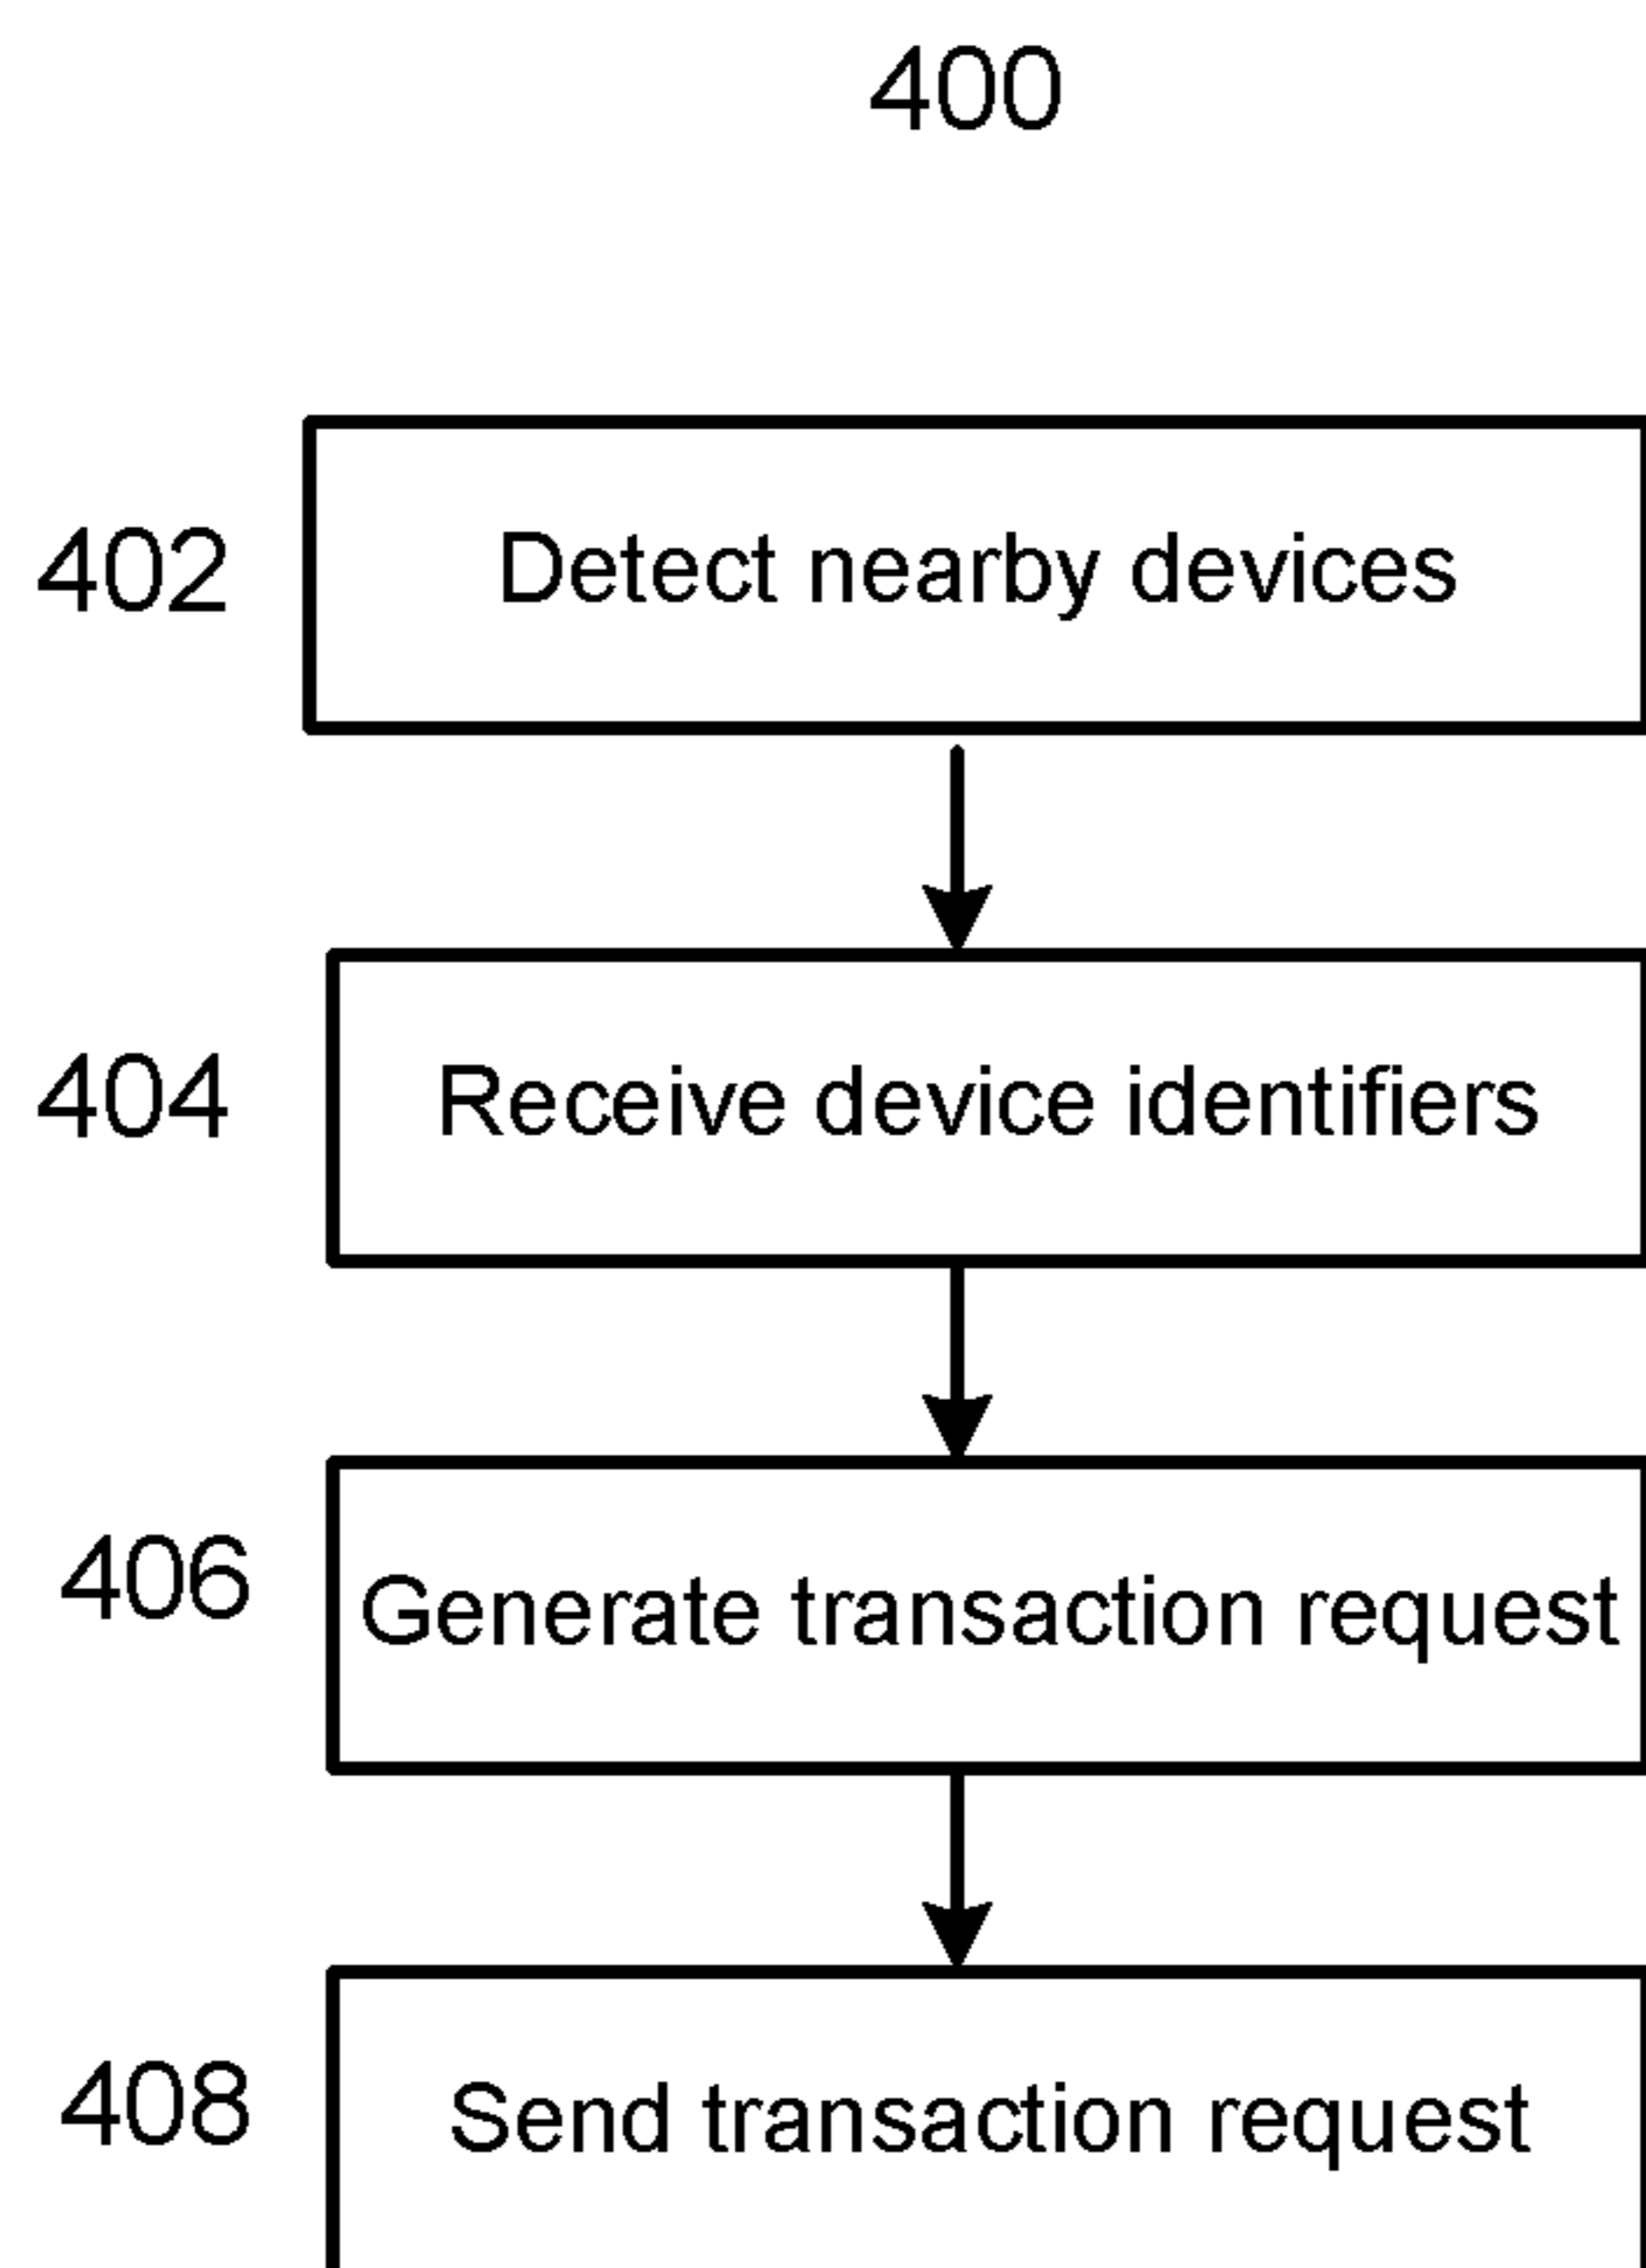 400
402 Detect nearby devices
404 Receive device identifiers
406 Generate transaction request
408 Send transaction request